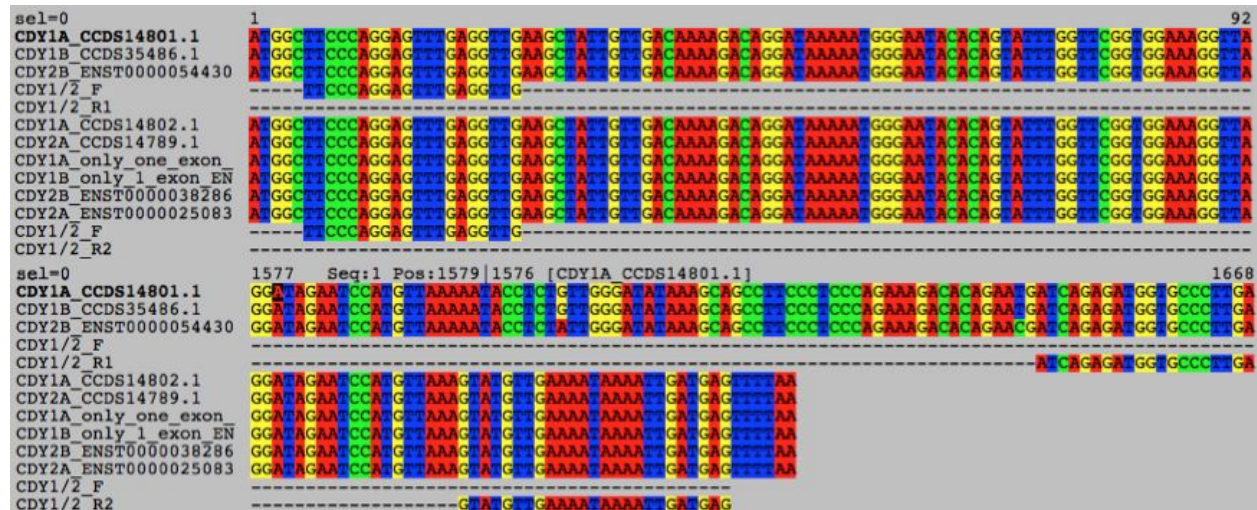 sel=0 1 92
CDY1A_CCDS14801.1 ATGGCTTCCCAGGAGTTTGAGGTTGAAGCTATTGTTGACAAAAGACAGGATAAAAATGGGAATACACAGTATTTGGTTCGGTGGAAAGGTTA
CDY1B_CCDS35486.1 ATGGCTTCCCAGGAGTTTGAGGTTGAAGCTATTGTTGACAAAAGACAGGATAAAAATGGGAATACACAGTATTTGGTTCGGTGGAAAGGTTA
CDY2B_ENST0000054430 ATGGCTTCCCAGGAGTTTGAGGTTGAAGCTATTGTTGACAAAAGACAGGATAAAAATGGGAATACACAGTATTTGGTTCGGTGGAAAGGTTA
CDY1/2_F -----TTCCCAGGAGTTTGAGGTTG-------------------------------------------------------------------
CDY1/2_R1 --------------------------------------------------------------------------------------------
CDY1A_CCDS14802.1 ATGGCTTCCCAGGAGTTTGAGGTTGAAGCTATTGTTGACAAAAGACAGGATAAAAATGGGAATACACAGTATTTGGTTCGGTGGAAAGGTTA
CDY2A_CCDS14789.1 ATGGCTTCCCAGGAGTTTGAGGTTGAAGCTATTGTTGACAAAAGACAGGATAAAAATGGGAATACACAGTATTTGGTTCGGTGGAAAGGTTA
CDY1A_only_one_exon_ ATGGCTTCCCAGGAGTTTGAGGTTGAAGCTATTGTTGACAAAAGACAGGATAAAAATGGGAATACACAGTATTTGGTTCGGTGGAAAGGTTA
CDY1B_only_1_exon_EN ATGGCTTCCCAGGAGTTTGAGGTTGAAGCTATTGTTGACAAAAGACAGGATAAAAATGGGAATACACAGTATTTGGTTCGGTGGAAAGGTTA
CDY2B_ENST0000038286 ATGGCTTCCCAGGAGTTTGAGGTTGAAGCTATTGTTGACAAAAGACAGGATAAAAATGGGAATACACAGTATTTGGTTCGGTGGAAAGGTTA
CDY2A_ENST0000025083 ATGGCTTCCCAGGAGTTTGAGGTTGAAGCTATTGTTGACAAAAGACAGGATAAAAATGGGAATACACAGTATTTGGTTCGGTGGAAAGGTTA
CDY1/2_F -----TTCCCAGGAGTTTGAGGTTG-------------------------------------------------------------------
CDY1/2_R2 --------------------------------------------------------------------------------------------
sel=0 1577 Seq:1 Pos:1579|1576 [CDY1A_CCDS14801.1] 1668
CDY1A_CCDS14801.1 GGATAGAATCCATGTTAAAAATACCTCTGTTGGGATATAAAGCAGCCTTCCCTCCCAGAAAGACACAGAATGATCAGAGATGGTGCCCTTGA
CDY1B_CCDS35486.1 GGATAGAATCCATGTTAAAAATACCTCTGTTGGGATATAAAGCAGCCTTCCCTCCCAGAAAGACACAGAATGATCAGAGATGGTGCCCTTGA
CDY2B_ENST0000054430 GGATAGAATCCATGTTAAAAATACCTCTATTGGGATATAAAGCAGCCTTCCCTCCCAGAAAGACACAGAACGATCAGAGATGGTGCCCTTGA
CDY1/2_F --------------------------------------------------------------------------------------------
CDY1/2_R1 ------------------------------------------------------------------------ATCAGAGATGGTGCCCTTGA
CDY1A_CCDS14802.1 GGATAGAATCCATGTTAAAGTATGTTGAAAATAAAATTGATGAGTTTTAA
CDY2A_CCDS14789.1 GGATAGAATCCATGTTAAAGTATGTTGAAAATAAAATTGATGAGTTTTAA
CDY1A_only_one_exon_ GGATAGAATCCATGTTAAAGTATGTTGAAAATAAAATTGATGAGTTTTAA
CDY1B_only_1_exon_EN GGATAGAATCCATGTTAAAGTATGTTGAAAATAAAATTGATGAGTTTTAA
CDY2B_ENST0000038286 GGATAGAATCCATGTTAAAGTATGTTGAAAATAAAATTGATGAGTTTTAA
CDY2A_ENST0000025083 GGATAGAATCCATGTTAAAGTATGTTGAAAATAAAATTGATGAGTTTTAA
CDY1/2_F --------------------------------------------
CDY1/2_R2 -------------------GTATGTTGAAAATAAAATTGATGAG